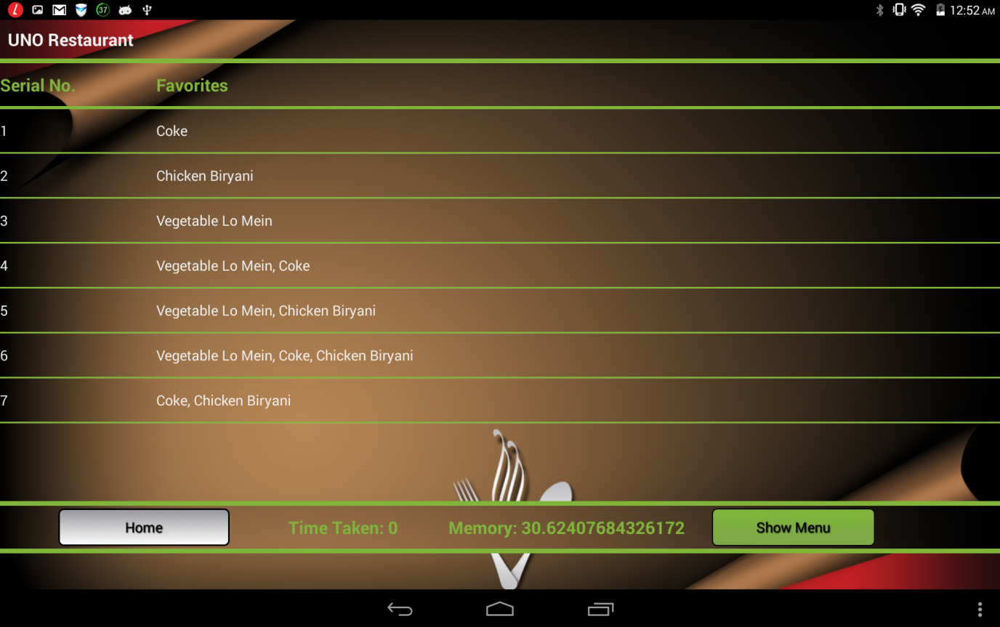 37
12:52 AM
UNO Restaurant
Serial No. Favorites
1 Coke
2 Chicken Biryani
3 Vegetable Lo Mein
4 Vegetable Lo Mein, Coke
5 Vegetable Lo Mein, Chicken Biryani
6 Vegetable Lo Mein, Coke, Chicken Biryani
7 Coke, Chicken Biryani
Home Time Taken: 0 Memory: 30.62407684326172 Show Menu